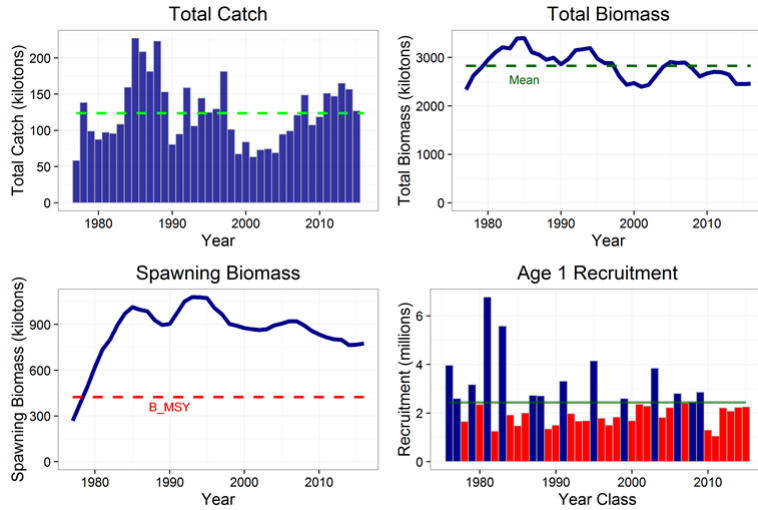 Total Catch
Total Catch (kilotons)
200
150
100
50
0
1980
1990
2000
2010
Year
Total Biomass
Total Biomass (kilotons)
3000
2000
1000
0
Mean
1980
1990
2000
2010
Year
Spawning Biomass
Spawning Biomass (kilotons)
900
600
300
0
B_MSY
1980
1990
2000
2010
Year
Age 1 Recruitment
Recruitment (millions)
6
4
2
0
1980
1990
2000
2010
Year Class